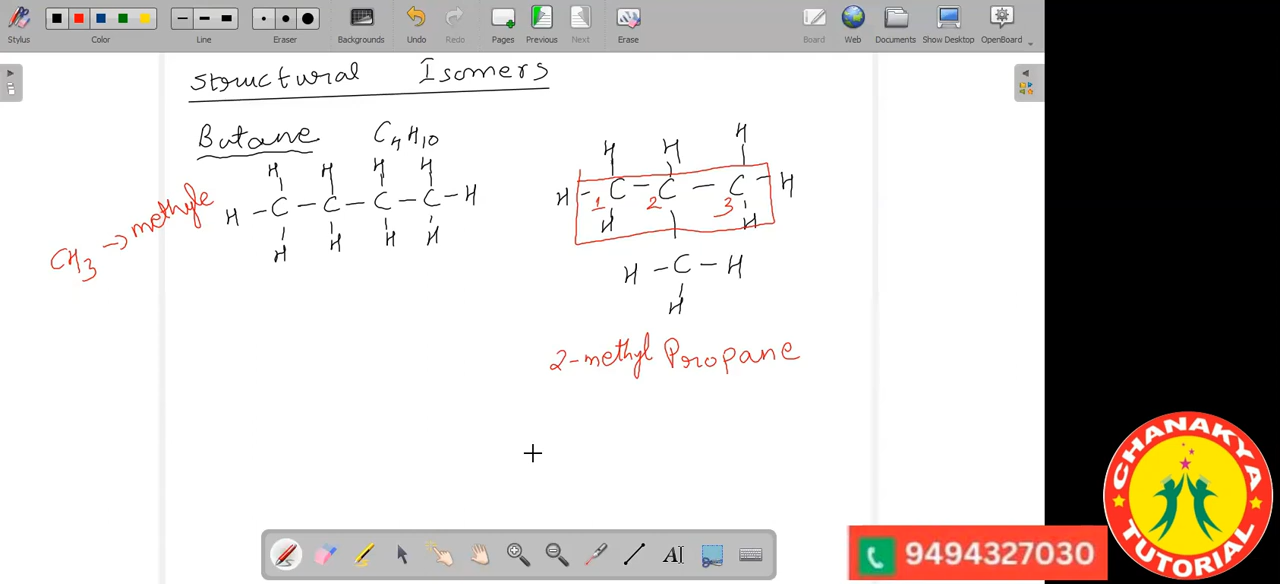 Stylus
Color
Line
Eraser
Backgrounds
Undo
Redo
Pages
Previous
Next
Erase
Board
Web
Documents
Show Desktop
OpenBoard
Structural Isomers
Butane C4H10
H H H H
H - C - C - C - C - H
H H H H
CH3 → methyle
H H H
H - C - C - C - H
1 2 3
H H
H - C - H
H
2-methyl Propane
CHANAKYA
TUTORIAL
9494327030